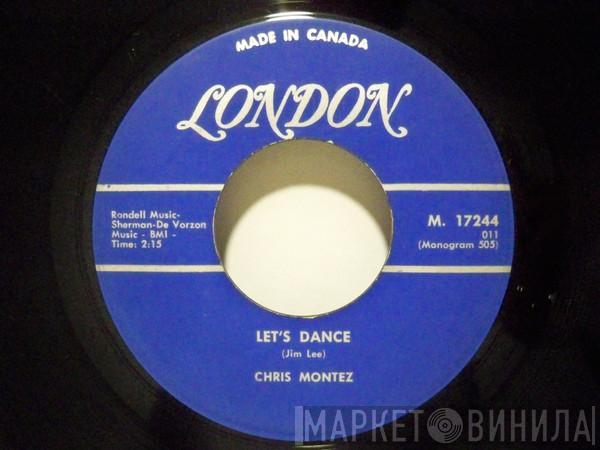 MADE IN CANADA
LONDON
Rondell Music-
Sherman-De Vorzon
Music - BMI -
Time: 2:15
M. 17244
011
(Monogram 505)
LET'S DANCE
(Jim Lee)
CHRIS MONTEZ
МАРКЕТ ВИНИЛА